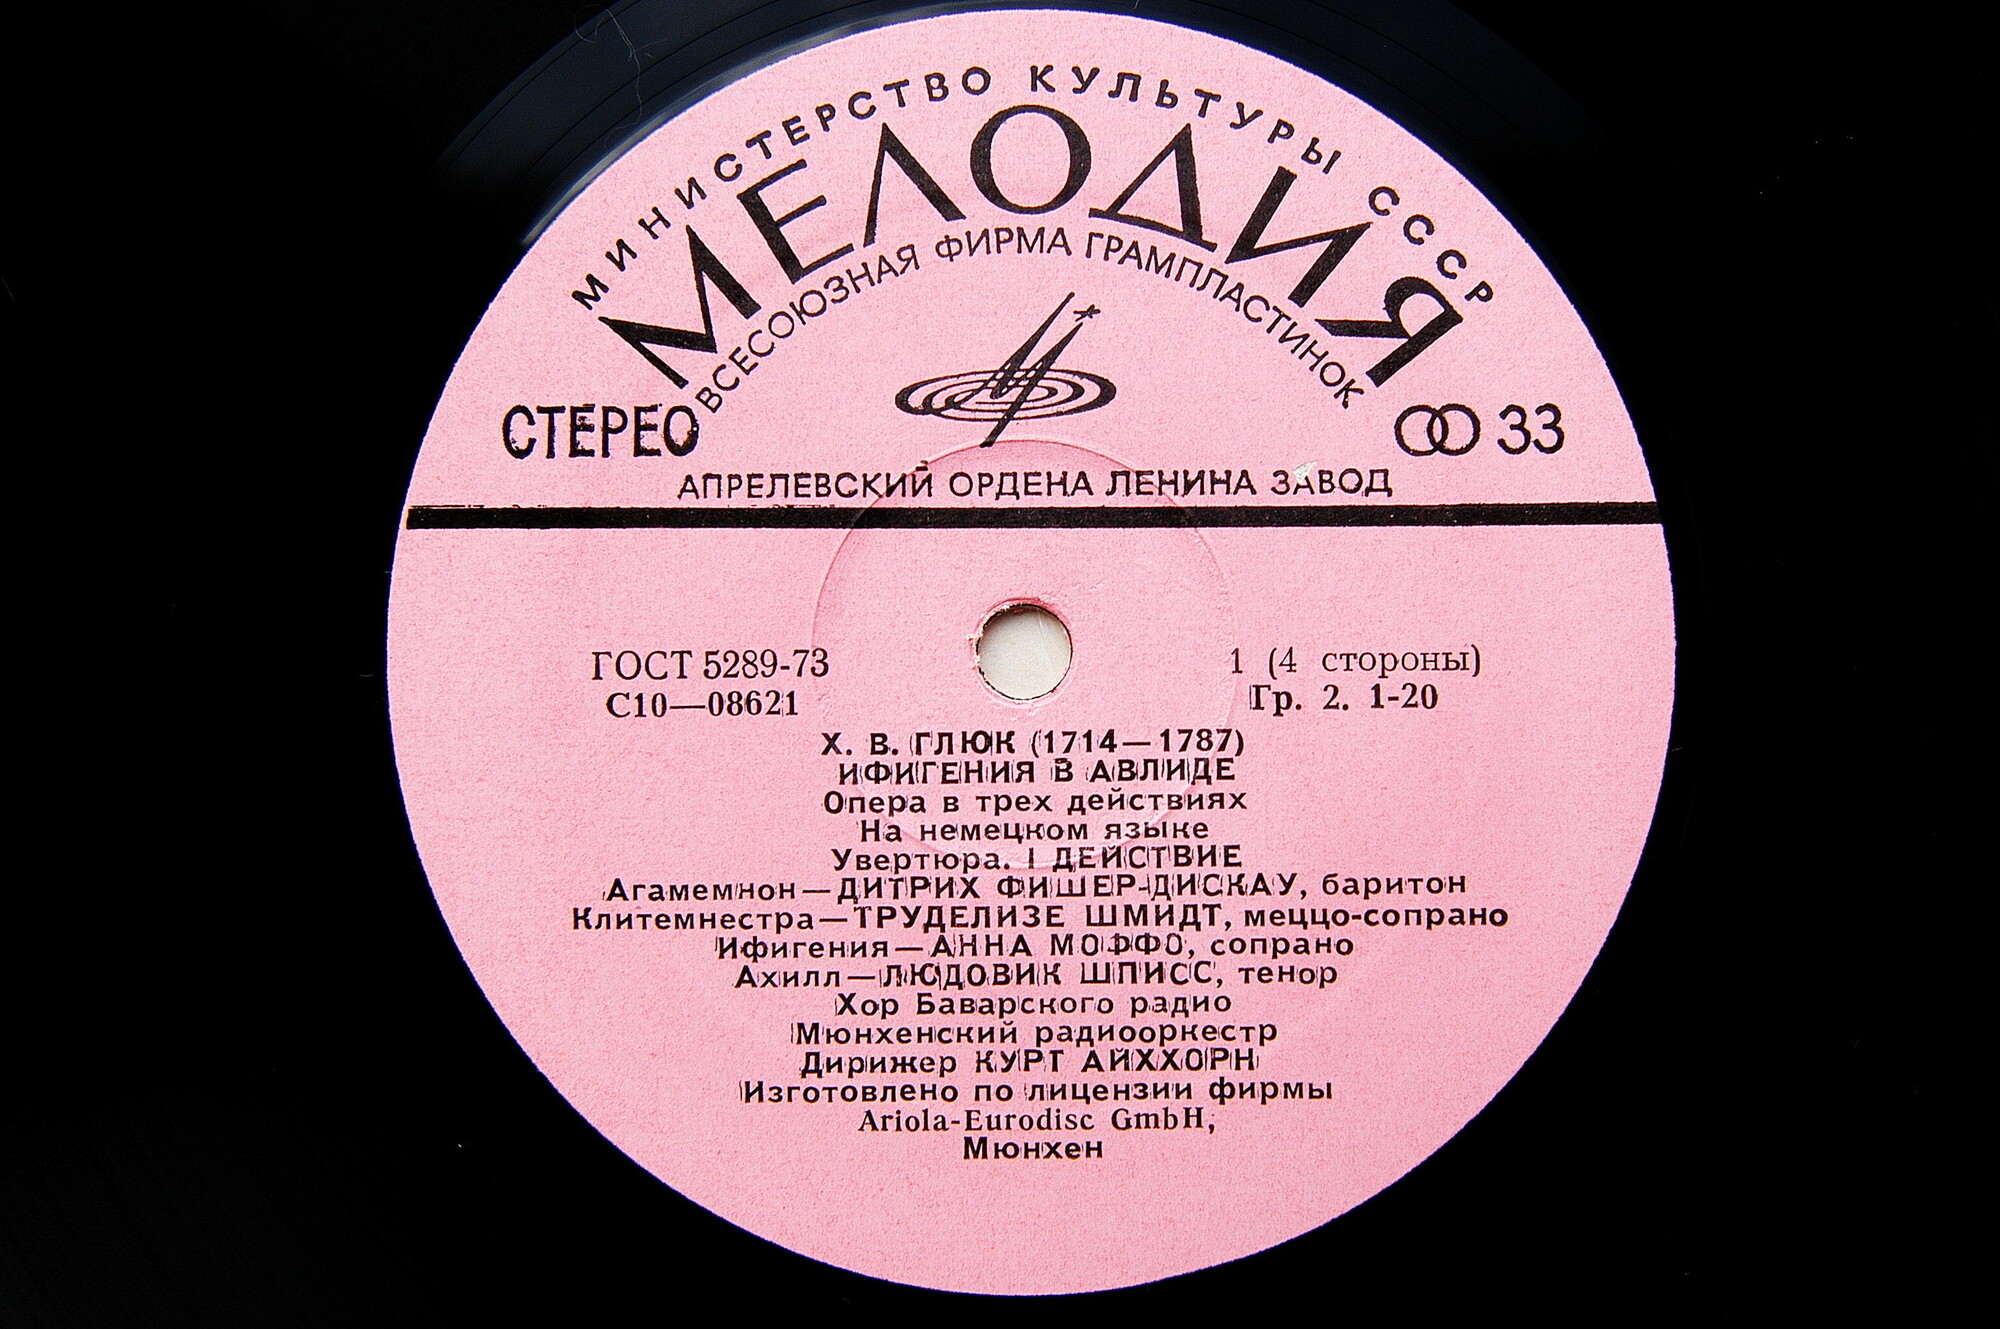 МИНИСТЕРСТВО КУЛЬТУРЫ СССР
МЕЛОДИЯ
ВСЕСОЮЗНАЯ ФИРМА ГРАМПЛАСТИНОК
СТЕРЕО
33
АПРЕЛЕВСКИЙ ОРДЕНА ЛЕНИНА ЗАВОД
ГОСТ 5289-73
1 (4 стороны)
С10—08621
Гр. 2. 1-20
Х. В. ГЛЮК (1714—1787)
ИФИГЕНИЯ В АВЛИДЕ
Опера в трех действиях
На немецком языке
Увертюра. I ДЕЙСТВИЕ
Агамемнон—ДИТРИХ ФИШЕР-ДИСКАУ, баритон
Клитемнестра—ТРУДЕЛИЗЕ ШМИДТ, меццо-сопрано
Ифигения—АННА МОФФО, сопрано
Ахилл—ЛЮДОВИК ШПИСС, тенор
Хор Баварского радио
Мюнхенский радиооркестр
Дирижер КУРТ АЙХХОРН
Изготовлено по лицензии фирмы
Ariola-Eurodisc GmbH,
Мюнхен